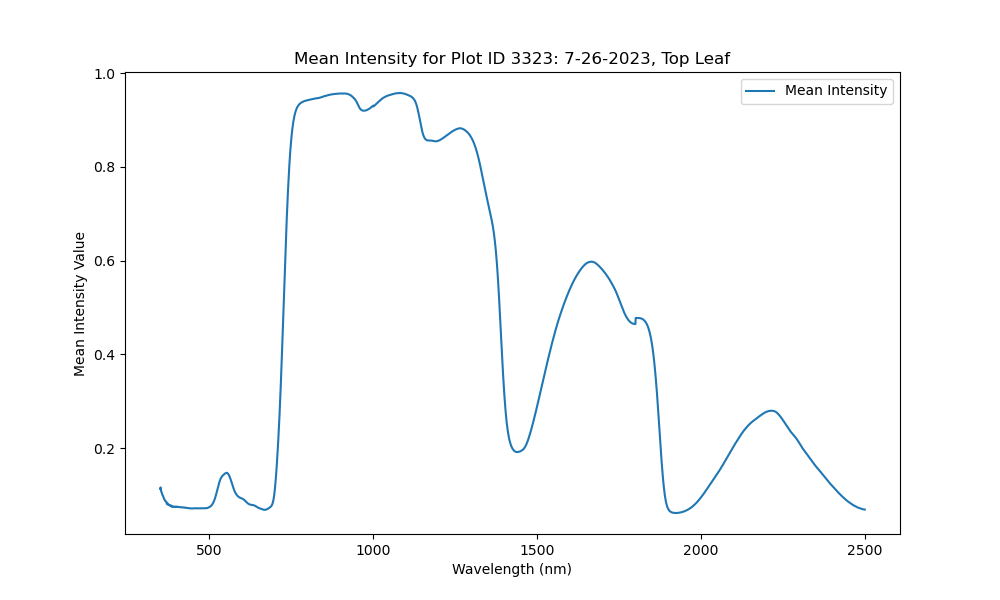 Mean Intensity for Plot ID 3323: 7-26-2023, Top Leaf
Mean Intensity
1.0
0.8
0.6
0.4
0.2
Mean Intensity Value
500 1000 1500 2000 2500
Wavelength (nm)